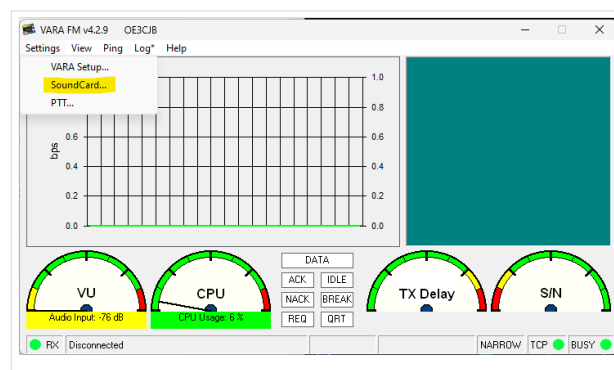 VARA FM v4.2.9 OE3CJB
Settings View Ping Log* Help
VARA Setup...
SoundCard...
PTT...
1.0
0.8
0.6 0.6
0.4 0.4
0.2 0.2
0.0 0.0
bps
DATA
ACK IDLE
NACK BREAK
REQ QRT
VU
Audio Input: -76 dB
CPU
CPU Usage: 6 %
TX Delay
S/N
RX Disconnected NARROW TCP BUSY